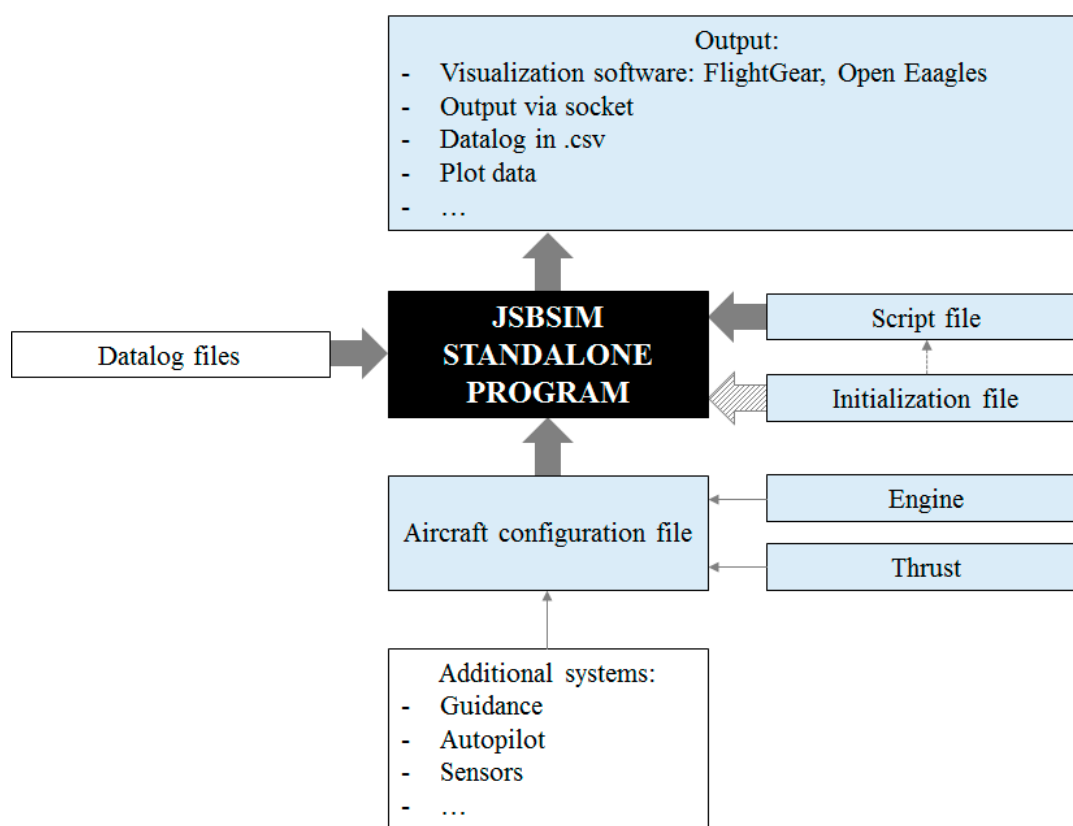 Output:
- Visualization software: FlightGear, Open Eaagles
- Output via socket
- Datalog in .csv
- Plot data
- …
JSBSIM
STANDALONE
PROGRAM
Script file
Datalog files
Initialization file
Aircraft configuration file
Engine
Thrust
Additional systems:
- Guidance
- Autopilot
- Sensors
- …